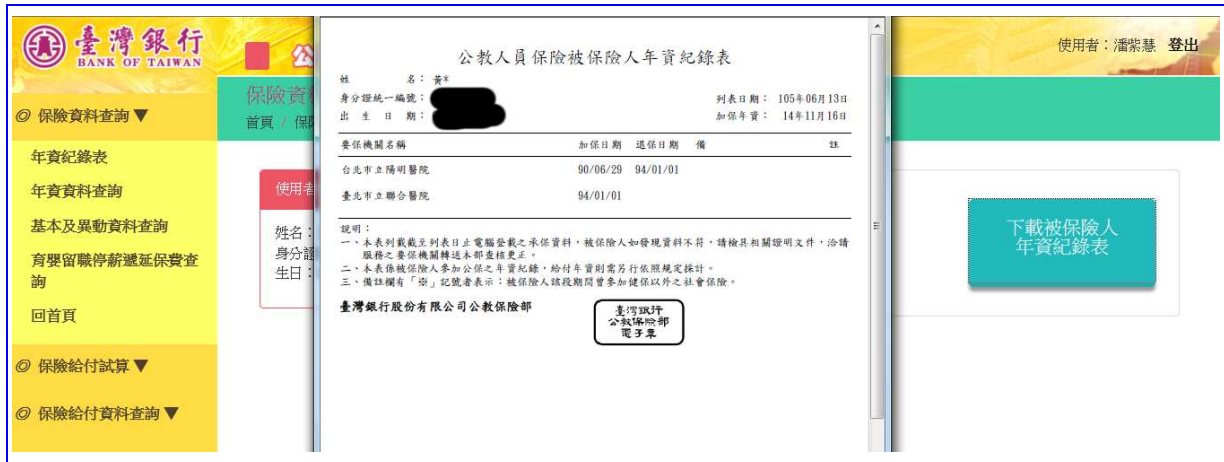 臺灣銀行
BANK OF TAIWAN
公
使用者：潘紫慧 登出
保險資料查詢▼
年資紀錄表
年資資料查詢
基本及異動資料查詢
育嬰留職停薪遞延保費查
詢
回首頁
保險給付試算▼
保險給付資料查詢▼
保險資料
首頁 / 保
使用者
姓名：
身分證
生日：
公教人員保險被保險人年資紀錄表
姓 名： 黃*
身分證統一編號：
出 生 日 期：
列表日期： 105年06月13日
加保年資： 14年11月16日
要保機關名稱 加保日期 退保日期 備 註
台北市立陽明醫院 90/06/29 94/01/01
臺北市立聯合醫院 94/01/01
說明：
一、本表列載截至列表日止電腦登載之承保資料，被保險人如發現資料不符，請檢具相關證明文件，洽請
服務之要保機關轉送本部查核更正。
二、本表係被保險人參加公保之年資紀錄，給付年資則需另行依照規定採計。
三、備註欄有「※」記號者表示：被保險人該段期間曾參加健保以外之社會保險。
臺灣銀行股份有限公司公教保險部
臺灣銀行
公教保險部
電子章
下載被保險人
年資紀錄表